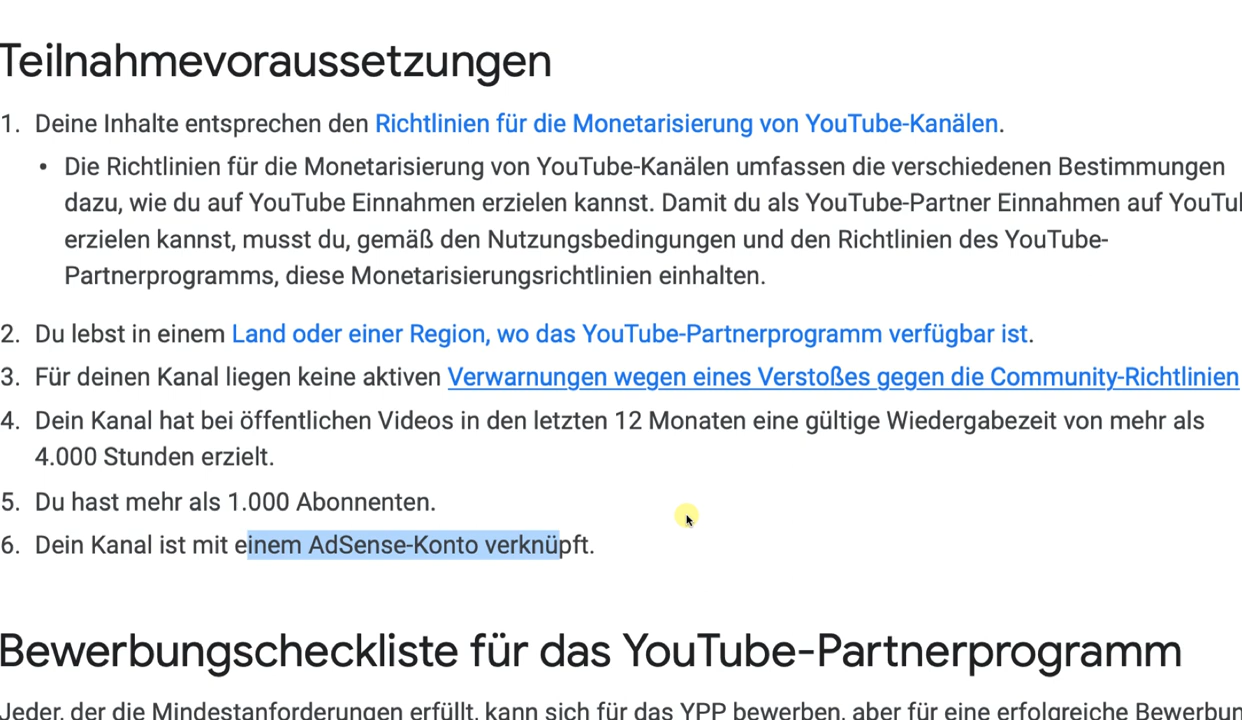 Teilnahmevoraussetzungen
1. Deine Inhalte entsprechen den Richtlinien für die Monetarisierung von YouTube-Kanälen.
• Die Richtlinien für die Monetarisierung von YouTube-Kanälen umfassen die verschiedenen Bestimmungen
dazu, wie du auf YouTube Einnahmen erzielen kannst. Damit du als YouTube-Partner Einnahmen auf
erzielen kannst, musst du, gemäß den Nutzungsbedingungen und den Richtlinien des YouTube-
Partnerprogramms, diese Monetarisierungsrichtlinien einhalten.
2. Du lebst in einem Land oder einer Region, wo das YouTube-Partnerprogramm verfügbar ist.
3. Für deinen Kanal liegen keine aktiven Verwarnungen wegen eines Verstoßes gegen die Community-Richtlinien
4. Dein Kanal hat bei öffentlichen Videos in den letzten 12 Monaten eine gültige Wiedergabezeit von mehr als
4.000 Stunden erzielt.
5. Du hast mehr als 1.000 Abonnenten.
6. Dein Kanal ist mit einem AdSense-Konto verknüpft.
Bewerbungscheckliste für das YouTube-Partnerprogramm
Jeder, der die Mindestanforderungen erfüllt, kann sich für das YPP bewerben, aber für eine erfolgreiche